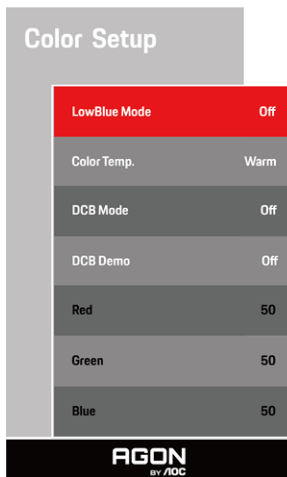 Color Setup
LowBlue Mode Off
Color Temp. Warm
DCB Mode Off
DCB Demo Off
Red 50
Green 50
Blue 50
AGON
BY AOC